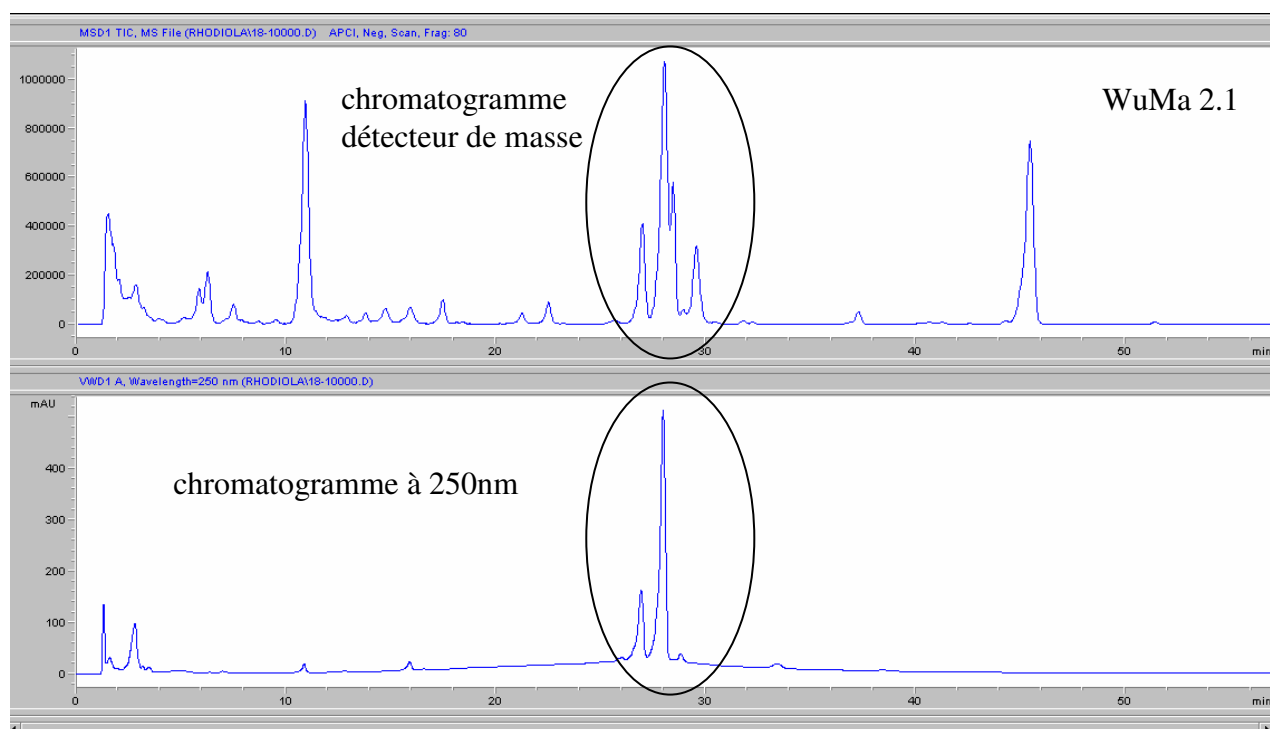 MSD1 TIC, MS File (RHODIOLA\18-10000.D) APCI, Neg, Scan, Frag: 80
1000000
800000
600000
400000
200000
0
chromatogramme
détecteur de masse
WuMa 2.1
0 10 20 30 40 50 min
VWD1 A, Wavelength=250 nm (RHODIOLA\18-10000.D)
mAU
400
300
200
100
0
chromatogramme à 250nm
0 10 20 30 40 50 min